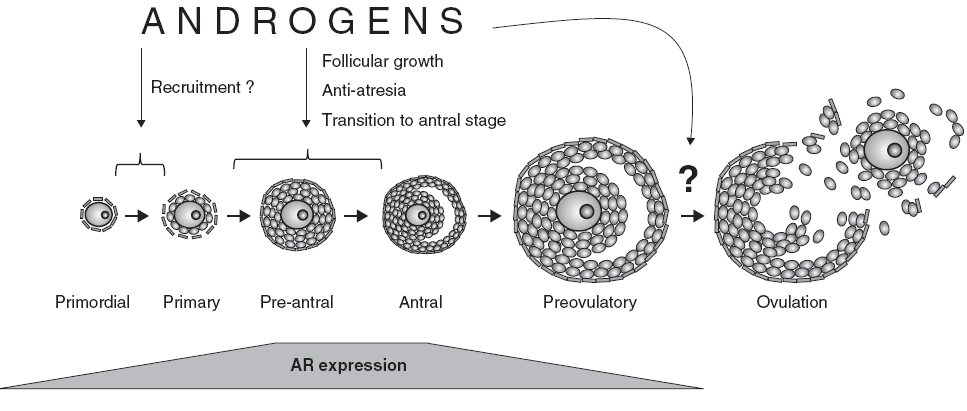 ANDROGENS
Recruitment ?
Follicular growth
Anti-atresia
Transition to antral stage
?
Primordial
Primary
Pre-antral
Antral
Preovulatory
Ovulation
AR expression